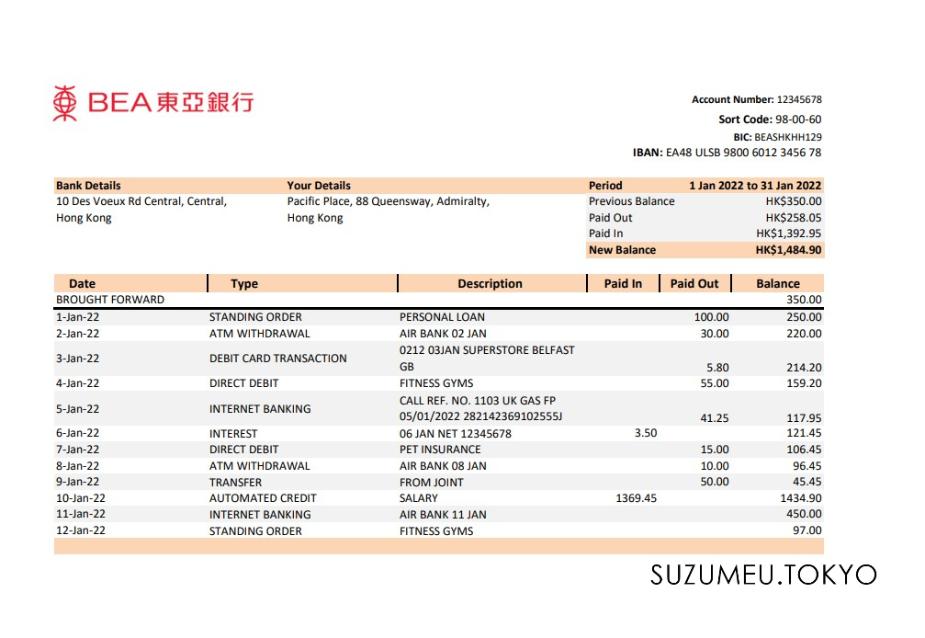 BEA東亞銀行
Account Number: 12345678
Sort Code: 98-00-60
BIC: BEASHKHH129
IBAN: EA48 ULSB 9800 6012 3456 78
Bank Details Your Details Period 1 Jan 2022 to 31 Jan 2022
10 Des Voeux Rd Central, Central, Pacific Place, 88 Queensway, Admiralty, Previous Balance HK$350.00
Hong Kong Hong Kong Paid Out HK$258.05
Paid In HK$1,392.95
New Balance HK$1,484.90
Date Type Description Paid In Paid Out Balance
BROUGHT FORWARD 350.00
1-Jan-22 STANDING ORDER PERSONAL LOAN 100.00 250.00
2-Jan-22 ATM WITHDRAWAL AIR BANK 02 JAN 30.00 220.00
3-Jan-22 DEBIT CARD TRANSACTION 0212 03JAN SUPERSTORE BELFAST
GB 5.80 214.20
4-Jan-22 DIRECT DEBIT FITNESS GYMS 55.00 159.20
5-Jan-22 INTERNET BANKING CALL REF. NO. 1103 UK GAS FP
05/01/2022 282142369102555J 41.25 117.95
6-Jan-22 INTEREST 06 JAN NET 12345678 3.50 121.45
7-Jan-22 DIRECT DEBIT PET INSURANCE 15.00 106.45
8-Jan-22 ATM WITHDRAWAL AIR BANK 08 JAN 10.00 96.45
9-Jan-22 TRANSFER FROM JOINT 50.00 45.45
10-Jan-22 AUTOMATED CREDIT SALARY 1369.45 1434.90
11-Jan-22 INTERNET BANKING AIR BANK 11 JAN 450.00
12-Jan-22 STANDING ORDER FITNESS GYMS 97.00
SUZUMEU.TOKYO